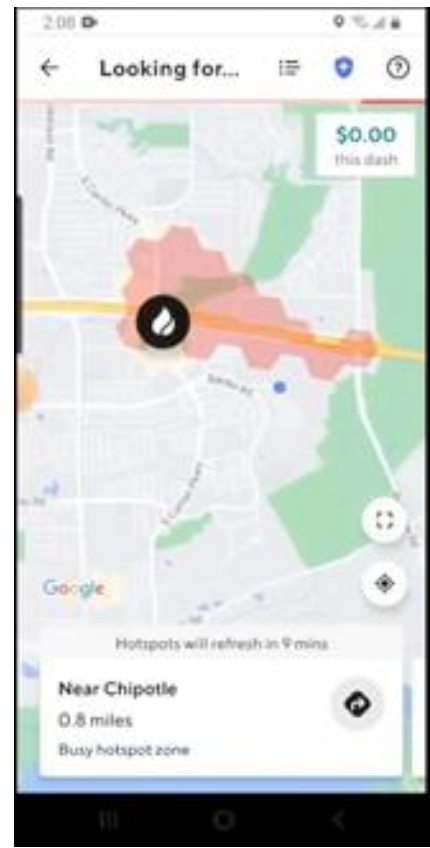 2:08
Looking for...
$0.00
this dash
Google
Hotspots will refresh in 9 mins
Near Chipotle
0.8 miles
Busy hotspot zone